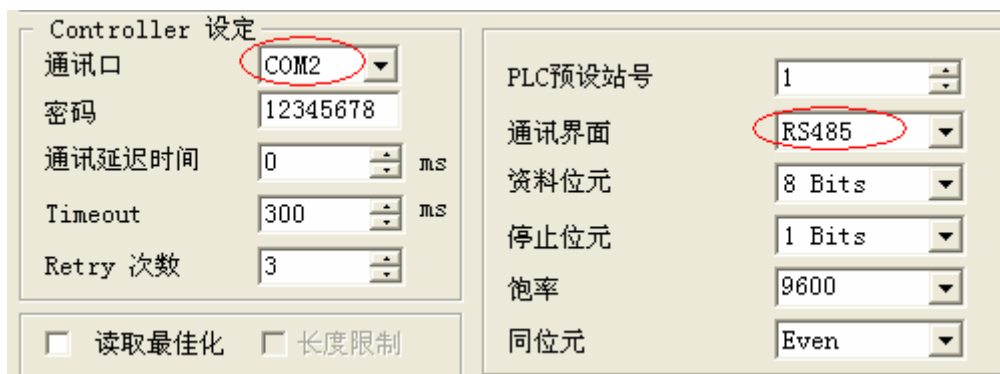 Controller 设定
通讯口 COM2
密码 12345678
通讯延迟时间 0 ms
Timeout 300 ms
Retry 次数 3
读取最佳化 长度限制
PLC预设站号 1
通讯界面 RS485
资料位元 8 Bits
停止位元 1 Bits
饱率 9600
同位元 Even